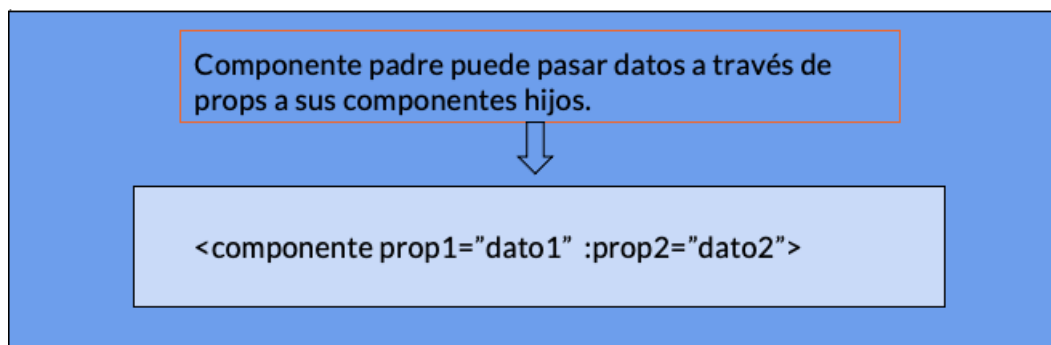 Componente padre puede pasar datos a través de
props a sus componentes hijos.
<componente prop1=”dato1” :prop2=”dato2”>